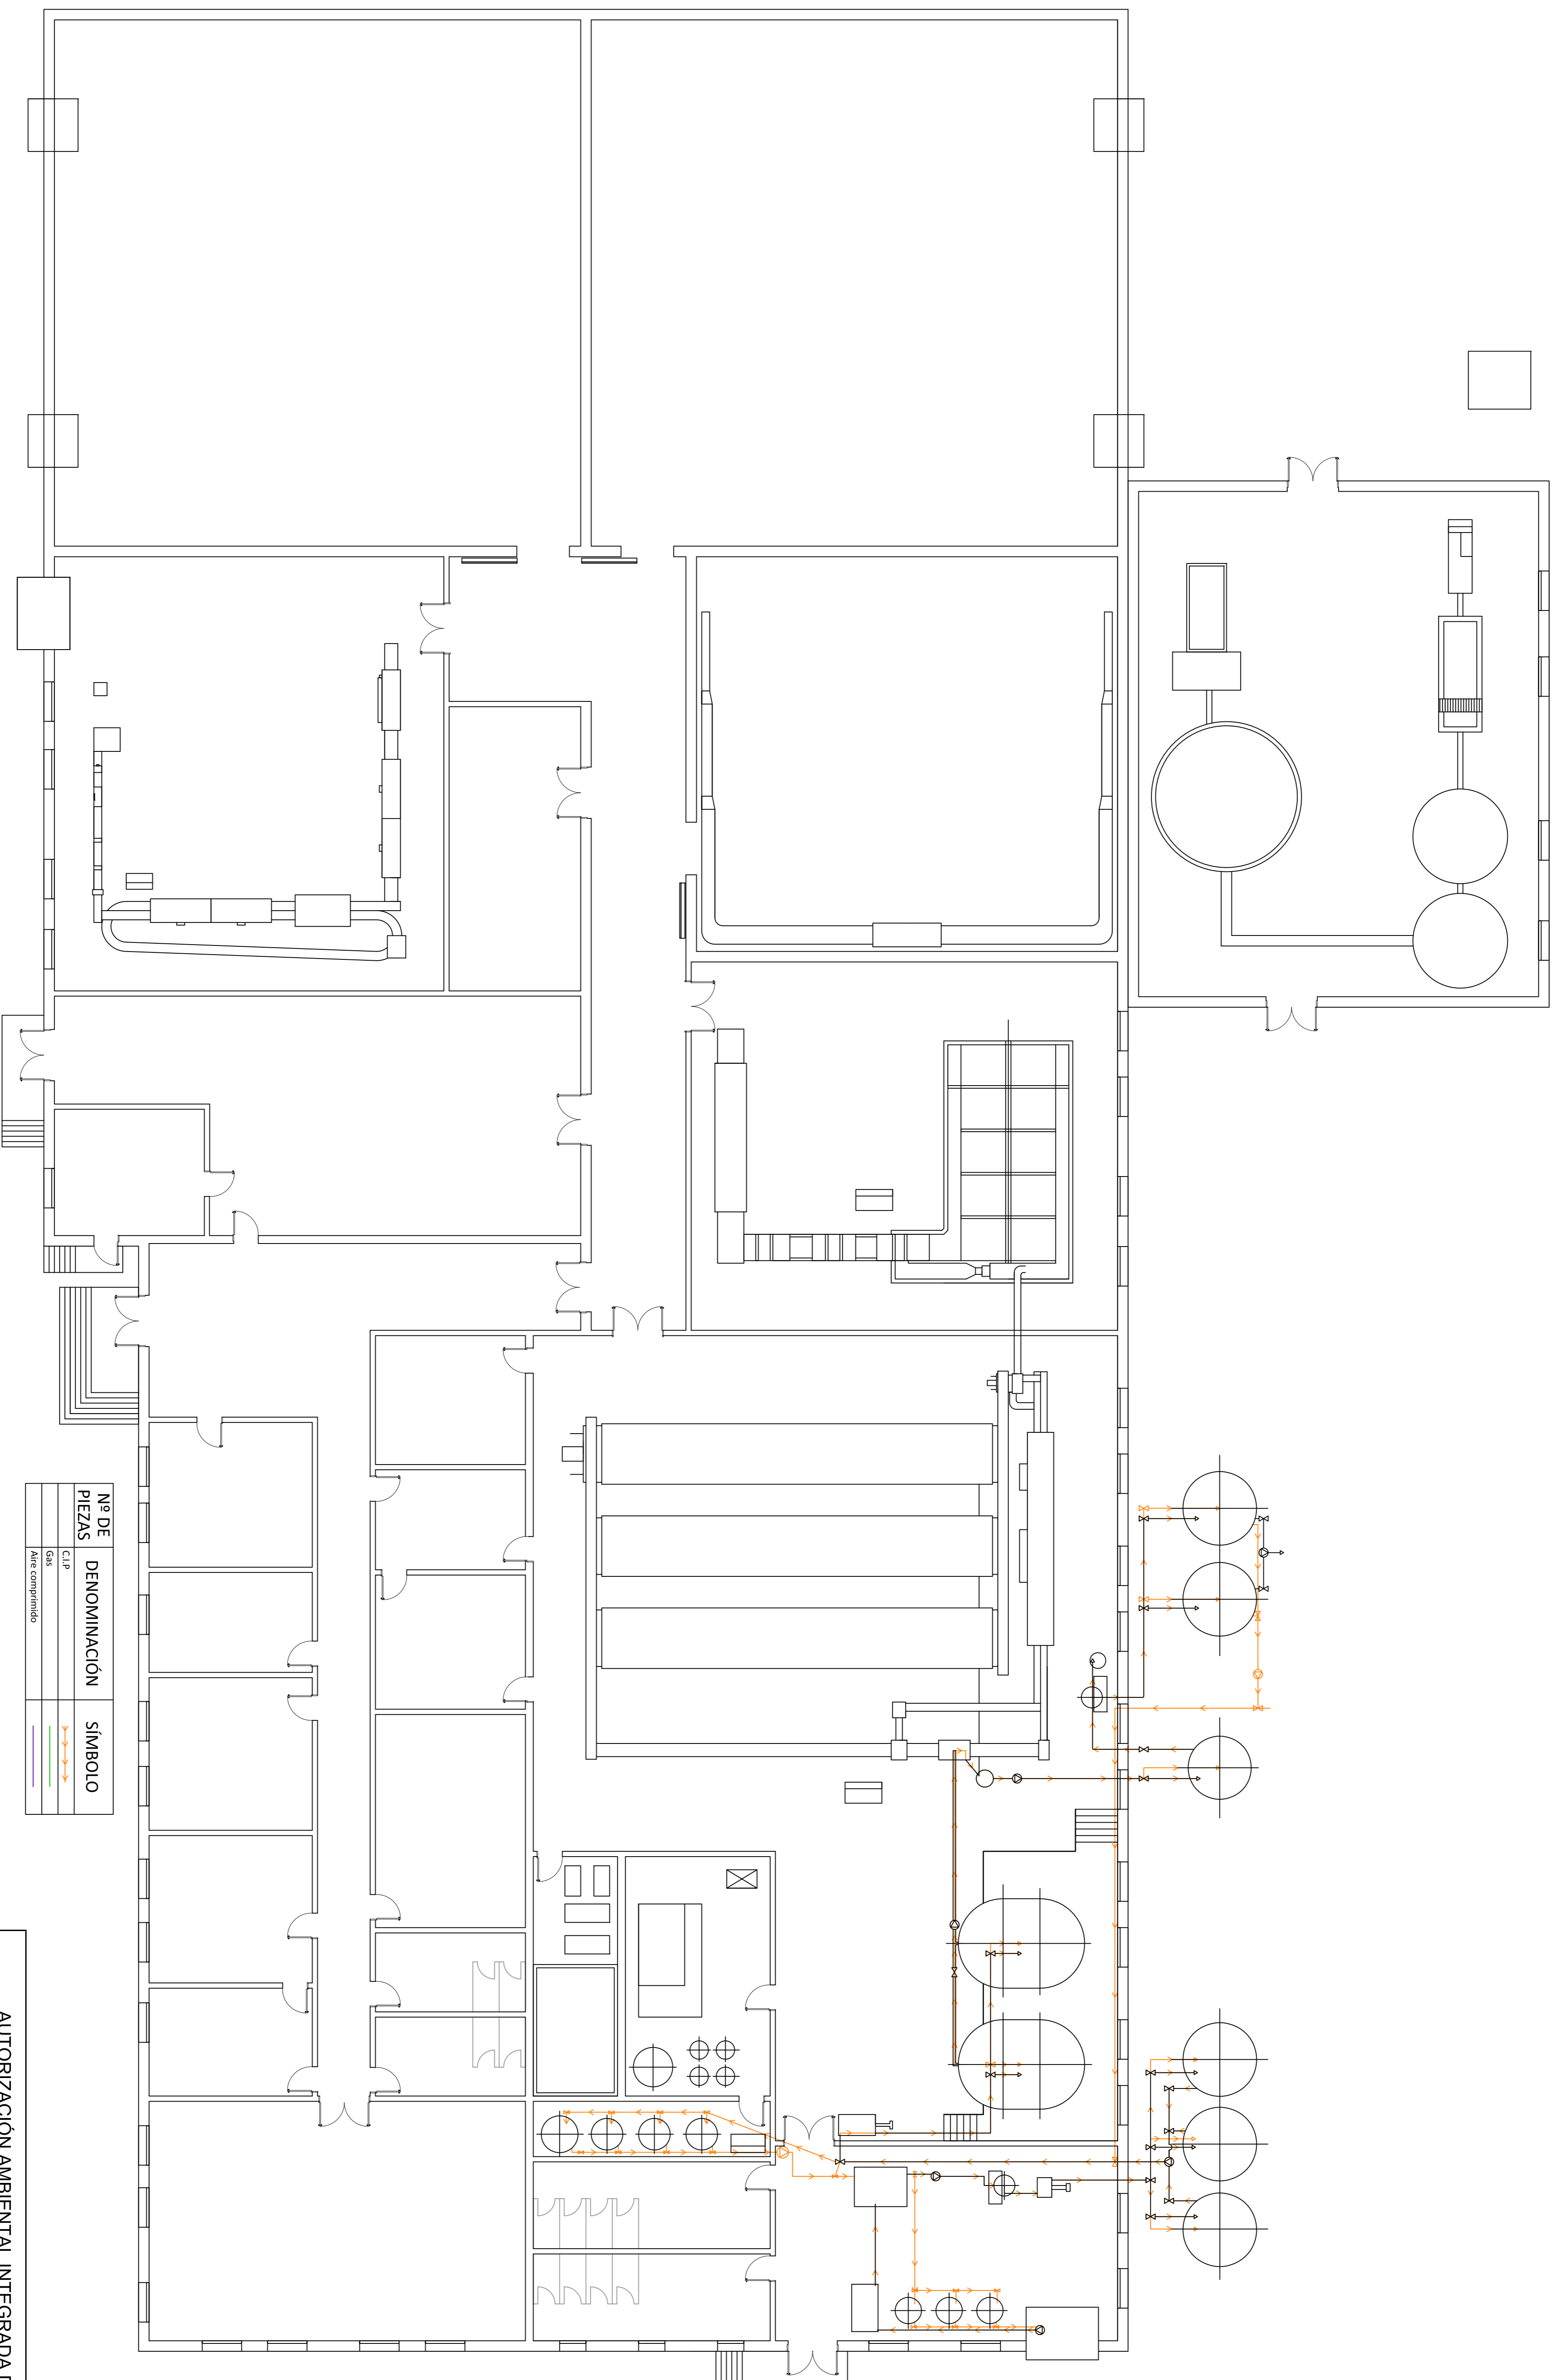 Nº DE
PIEZAS
DENOMINACIÓN
SÍMBOLO
C.I.P
Gas
Aire comprimido
AUTORIZACIÓN AMBIENTAL INTEGRADA